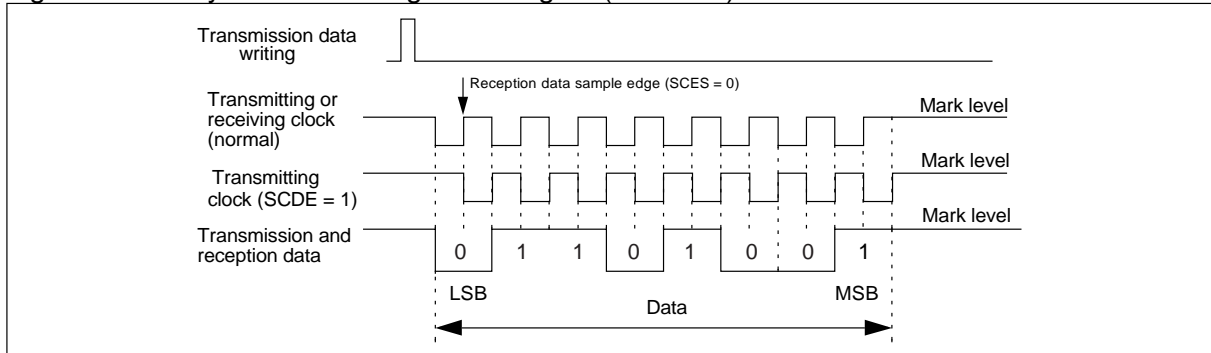 Transmission data
writing
Reception data sample edge (SCES = 0)
Transmitting or
receiving clock
(normal)
Mark level
Transmitting
clock (SCDE = 1)
Mark level
Transmission and
reception data
Mark level
0 1 1 0 1 0 0 1
LSB MSB
Data